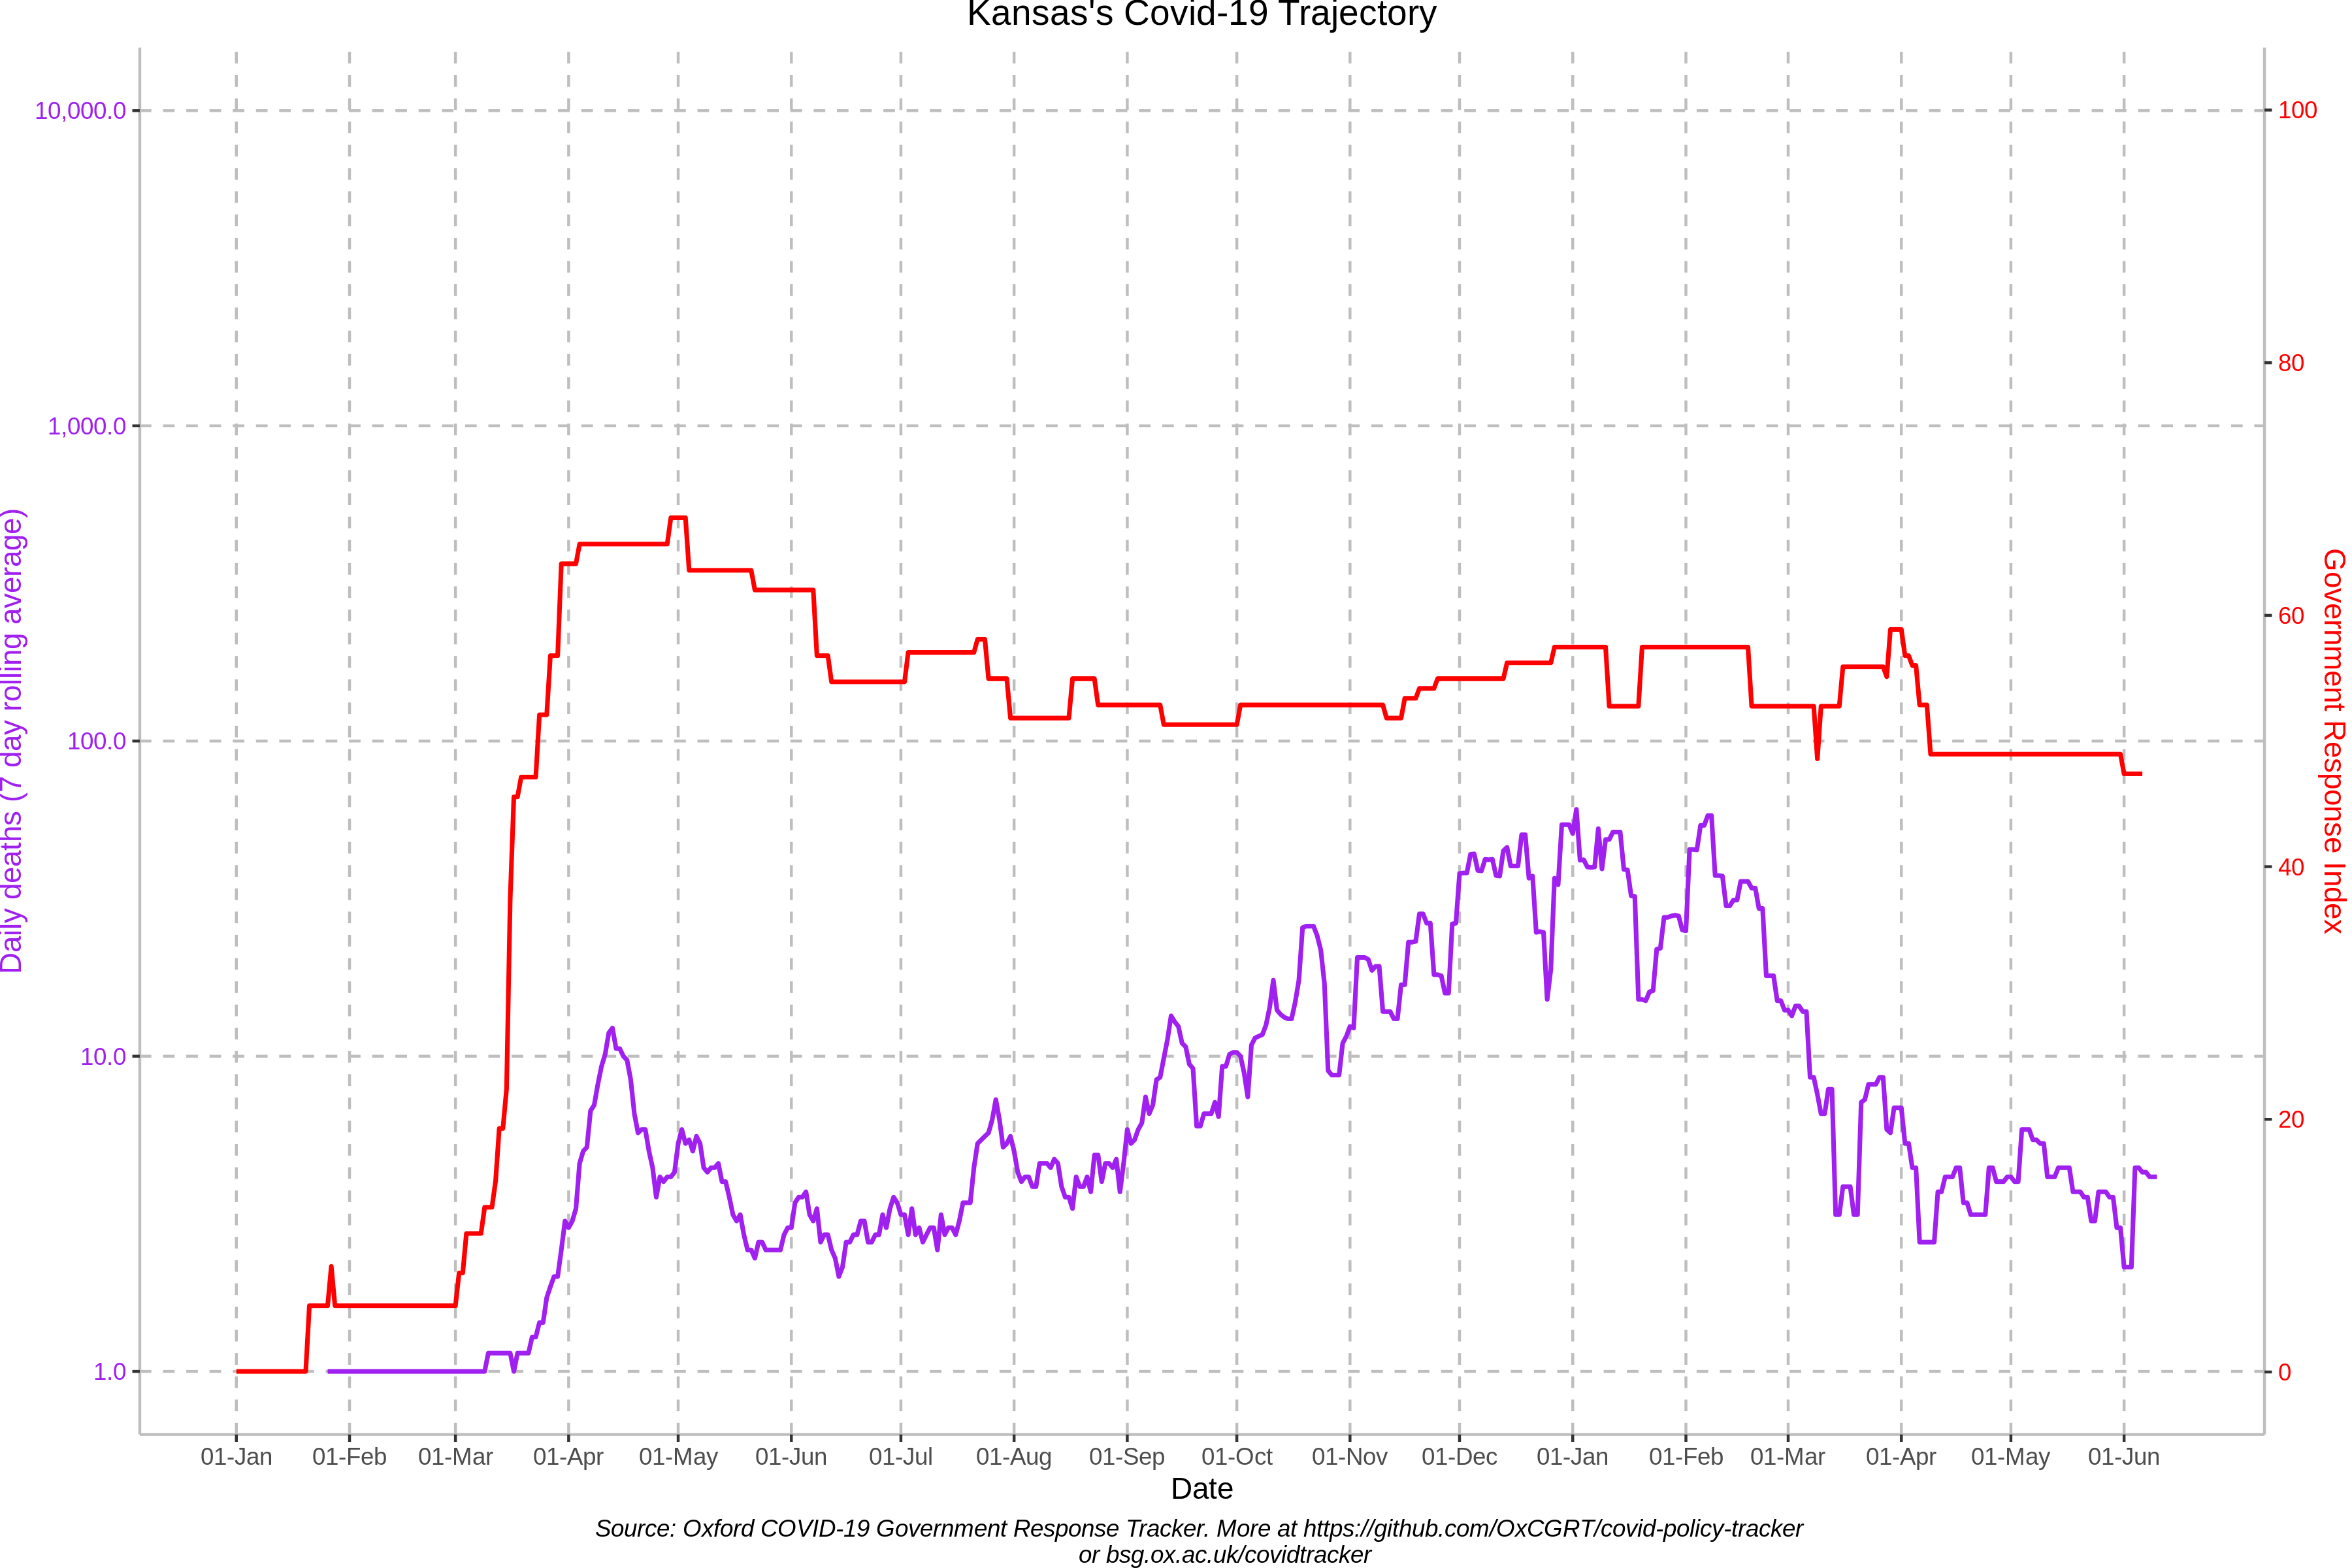 Kansas's Covid-19 Trajectory
10,000.0
1,000.0
100.0
10.0
1.0
Daily deaths (7 day rolling average)
100
80
60
40
20
0
Government Response Index
01-Jan 01-Feb 01-Mar 01-Apr 01-May 01-Jun 01-Jul 01-Aug 01-Sep 01-Oct 01-Nov 01-Dec 01-Jan 01-Feb 01-Mar 01-Apr 01-May 01-Jun
Date
Source: Oxford COVID-19 Government Response Tracker. More at https://github.com/OxCGRT/covid-policy-tracker
or bsg.ox.ac.uk/covidtracker